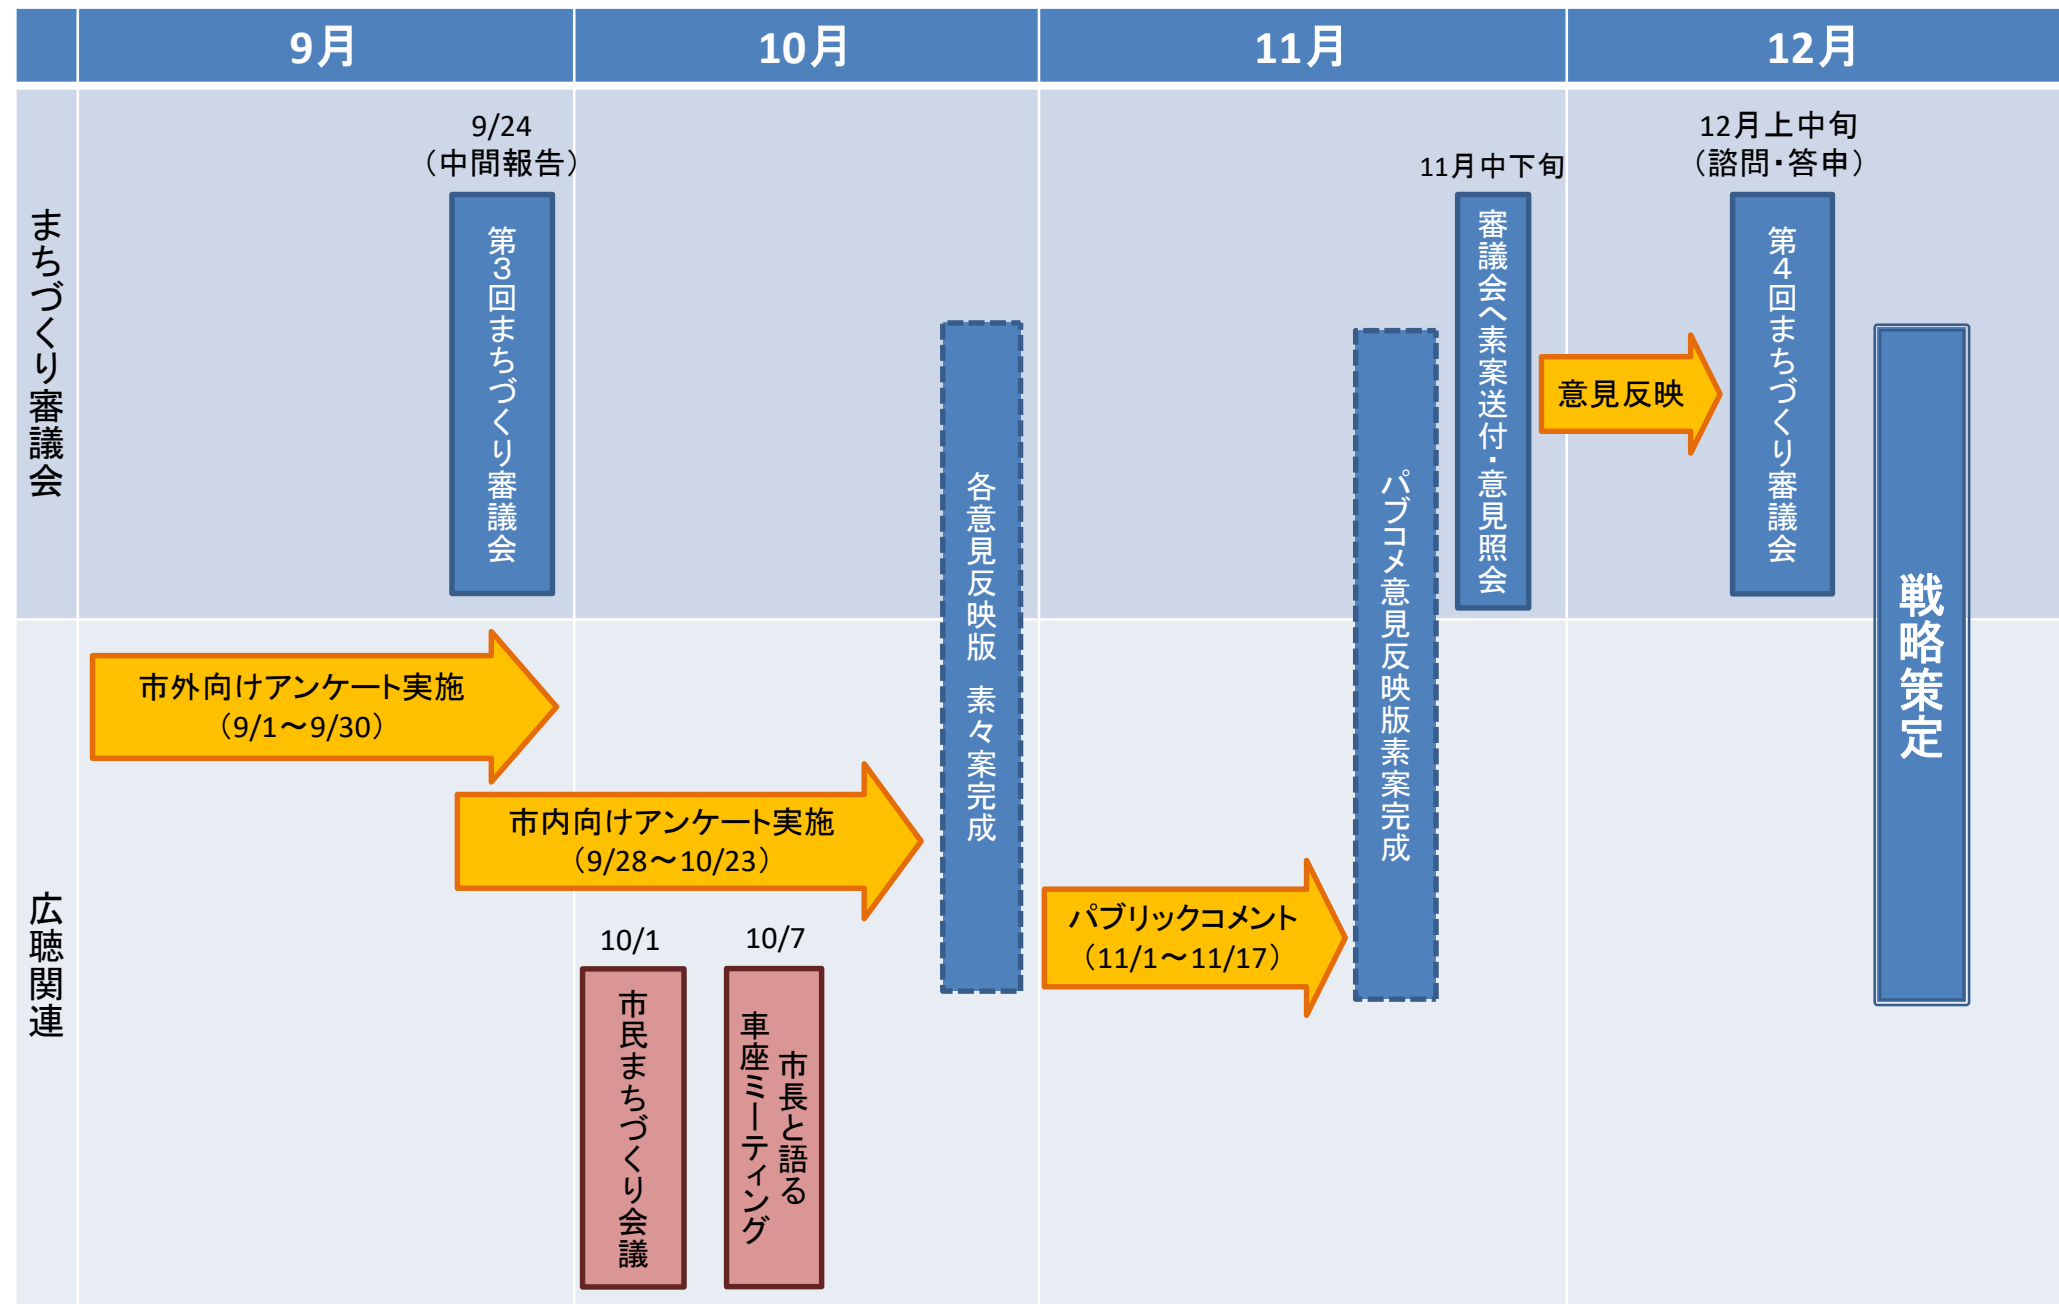 9月
10月
11月
12月
まちづくり審議会
9/24
（中間報告）
第3回まちづくり審議会
各意見反映版 素々案完成
パブコメ意見反映版素案完成
11月中下旬
審議会へ素案送付・意見照会
意見反映
12月上中旬
（諮問・答申）
第4回まちづくり審議会
戦略策定
広聴関連
市外向けアンケート実施
（9/1～9/30）
市内向けアンケート実施
（9/28～10/23）
10/1
市民まちづくり会議
10/7
市長と語る
車座ミーティング
パブリックコメント
（11/1～11/17）